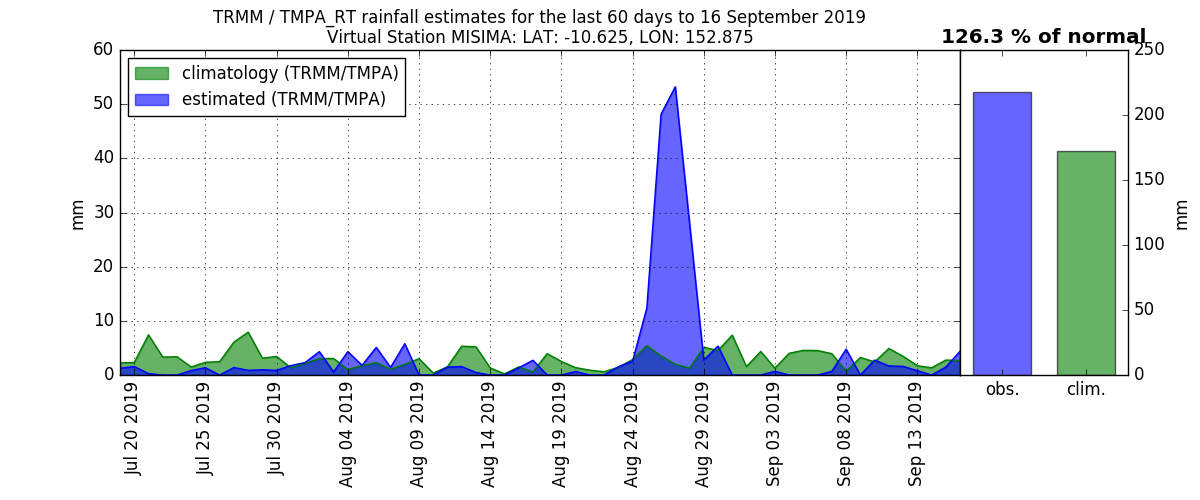 TRMM / TMPA_RT rainfall estimates for the last 60 days to 16 September 2019
Virtual Station MISIMA: LAT: -10.625, LON: 152.875
126.3 % of normal
climatology (TRMM/TMPA)
estimated (TRMM/TMPA)
60
50
40
30
20
10
0
mm
Jul 20 2019
Jul 25 2019
Jul 30 2019
Aug 04 2019
Aug 09 2019
Aug 14 2019
Aug 19 2019
Aug 24 2019
Aug 29 2019
Sep 03 2019
Sep 08 2019
Sep 13 2019
250
200
150
100
50
0
mm
obs.
clim.